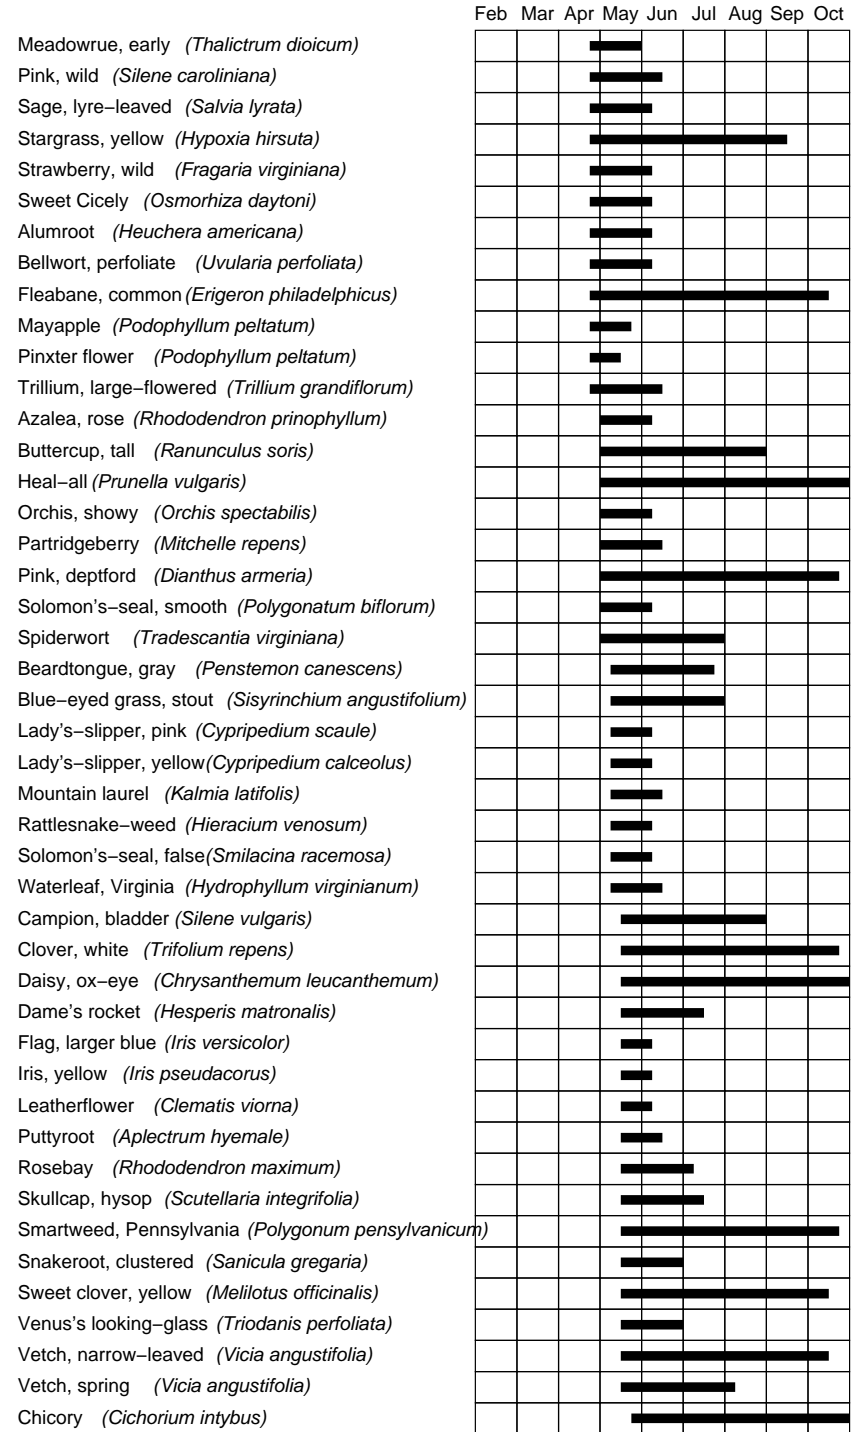 Feb Mar Apr May Jun Jul Aug Sep Oct
Meadowrue, early (Thalictrum dioicum)
Pink, wild (Silene caroliniana)
Sage, lyre−leaved (Salvia lyrata)
Stargrass, yellow (Hypoxia hirsuta)
Strawberry, wild (Fragaria virginiana)
Sweet Cicely (Osmorhiza daytoni)
Alumroot (Heuchera americana)
Bellwort, perfoliate (Uvularia perfoliata)
Fleabane, common (Erigeron philadelphicus)
Mayapple (Podophyllum peltatum)
Pinxter flower (Podophyllum peltatum)
Trillium, large−flowered (Trillium grandiflorum)
Azalea, rose (Rhododendron prinophyllum)
Buttercup, tall (Ranunculus soris)
Heal−all (Prunella vulgaris)
Orchis, showy (Orchis spectabilis)
Partridgeberry (Mitchelle repens)
Pink, deptford (Dianthus armeria)
Solomon's−seal, smooth (Polygonatum biflorum)
Spiderwort (Tradescantia virginiana)
Beardtongue, gray (Penstemon canescens)
Blue−eyed grass, stout (Sisyrinchium angustifolium)
Lady's−slipper, pink (Cypripedium scaule)
Lady's−slipper, yellow(Cypripedium calceolus)
Mountain laurel (Kalmia latifolis)
Rattlesnake−weed (Hieracium venosum)
Solomon's−seal, false(Smilacina racemosa)
Waterleaf, Virginia (Hydrophyllum virginianum)
Campion, bladder (Silene vulgaris)
Clover, white (Trifolium repens)
Daisy, ox−eye (Chrysanthemum leucanthemum)
Dame's rocket (Hesperis matronalis)
Flag, larger blue (Iris versicolor)
Iris, yellow (Iris pseudacorus)
Leatherflower (Clematis viorna)
Puttyroot (Aplectrum hyemale)
Rosebay (Rhododendron maximum)
Skullcap, hysop (Scutellaria integrifolia)
Smartweed, Pennsylvania (Polygonum pensylvanicum)
Snakeroot, clustered (Sanicula gregaria)
Sweet clover, yellow (Melilotus officinalis)
Venus's looking−glass (Triodanis perfoliata)
Vetch, narrow−leaved (Vicia angustifolia)
Vetch, spring (Vicia angustifolia)
Chicory (Cichorium intybus)